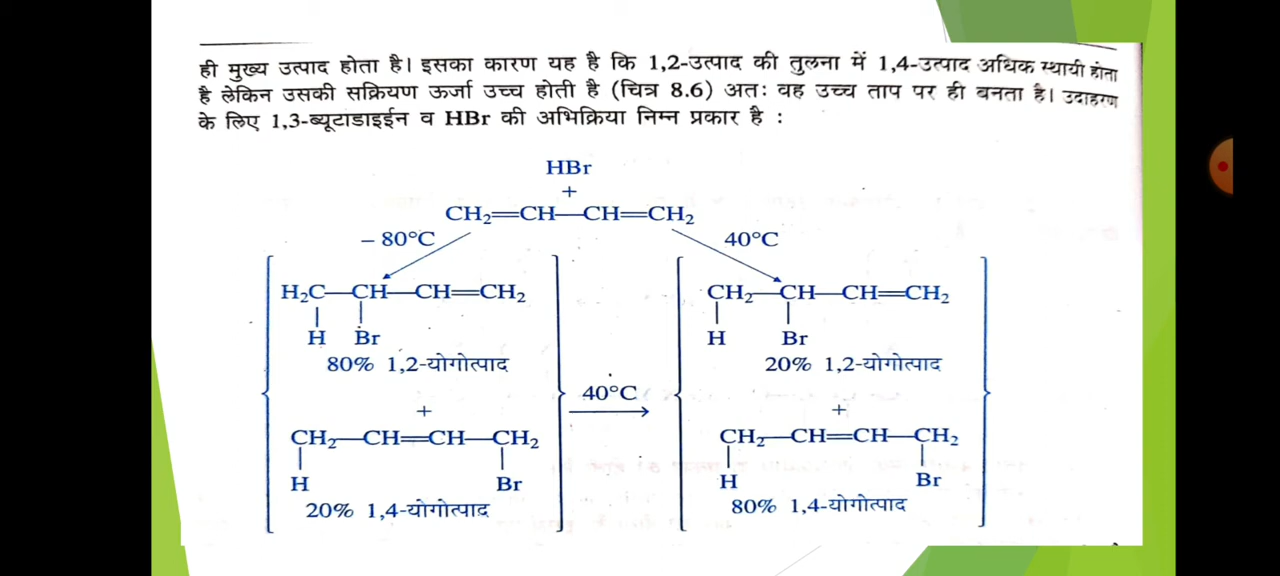 ही मुख्य उत्पाद होता है। इसका कारण यह है कि 1,2-उत्पाद की तुलना में 1,4-उत्पाद अधिक स्थायी होता
है लेकिन उसकी सक्रियण ऊर्जा उच्च होती है (चित्र 8.6) अतः वह उच्च ताप पर ही बनता है। उदाहरण
के लिए 1,3-ब्यूटाडाइईन व HBr की अभिक्रिया निम्न प्रकार है :
HBr
+
CH₂=CH—CH=CH₂
– 80°C
40°C
H₂C—CH—CH=CH₂
H Br
80% 1,2-योगोत्पाद
+
CH₂—CH=CH—CH₂
H Br
20% 1,4-योगोत्पाद
40°C
CH₂—CH—CH=CH₂
H Br
20% 1,2-योगोत्पाद
+
CH₂—CH=CH—CH₂
H Br
80% 1,4-योगोत्पाद